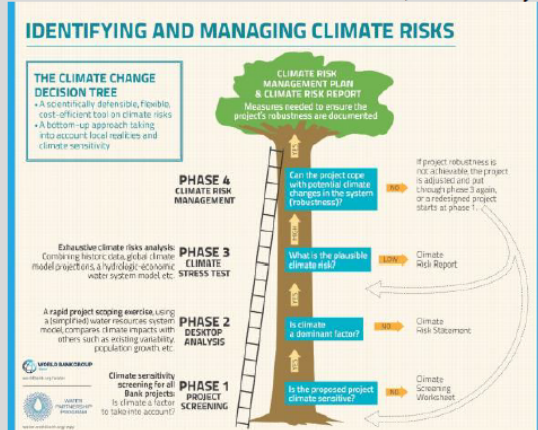 IDENTIFYING AND MANAGING CLIMATE RISKS
THE CLIMATE CHANGE
DECISION TREE
• A scientifically defensible, flexible,
cost-efficient tool on climate risks
• A bottom-up approach taking
into account local realities and
climate sensitivity
CLIMATE RISK
MANAGEMENT PLAN
& CLIMATE RISK REPORT
Measures needed to ensure the
project's robustness are documented
YES
PHASE 4
CLIMATE RISK
MANAGEMENT
Can the project cope
with potential climate
changes in the system
(robustness)?
NO
If project robustness is
not achievable, the project
is adjusted and put
through phase 3 again,
or a redesigned project
starts at phase 1.
HIGH
Exhaustive climate risks analysis:
Combining historic data, global climate
model projections, a hydrologic-economic
water system model, etc.
PHASE 3
CLIMATE
STRESS TEST
What is the plausible
climate risk?
LOW
Climate
Risk Report
YES
A rapid project scoping exercise, using
a (simplified) water resources system
model, compares climate impacts with
others such as existing variability,
population growth, etc.
PHASE 2
DESKTOP
ANALYSIS
Is climate
a dominant factor?
NO
Climate
Risk Statement
YES
WORLD BANK GROUP
Water
Climate sensitivity
screening for all
Bank projects:
Is climate a factor
to take into account?
PHASE 1
PROJECT
SCREENING
Is the proposed project
climate sensitive?
NO
Climate
Screening
Worksheet
WATER
PARTNERSHIP
PROGRAM